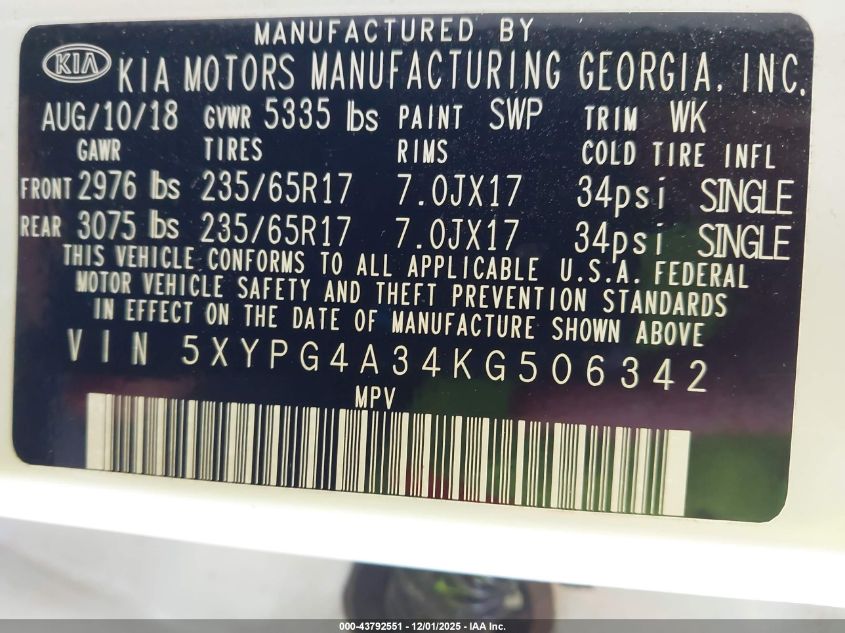 MANUFACTURED BY
KIA KIA MOTORS MANUFACTURING GEORGIA, INC.
AUG/10/18 GVWR 5335 lbs PAINT SWP TRIM WK
GAWR TIRES RIMS COLD TIRE INFL
FRONT 2976 lbs 235/65R17 7.0JX17 34psi SINGLE
REAR 3075 lbs 235/65R17 7.0JX17 34psi SINGLE
THIS VEHICLE CONFORMS TO ALL APPLICABLE U.S.A. FEDERAL
MOTOR VEHICLE SAFETY AND THEFT PREVENTION STANDARDS
IN EFFECT ON THE DATE OF MANUFACTURE SHOWN ABOVE
VIN 5XYPG4A34KG506342
MPV
000-43792551 - 12/01/2025 - IAA Inc.